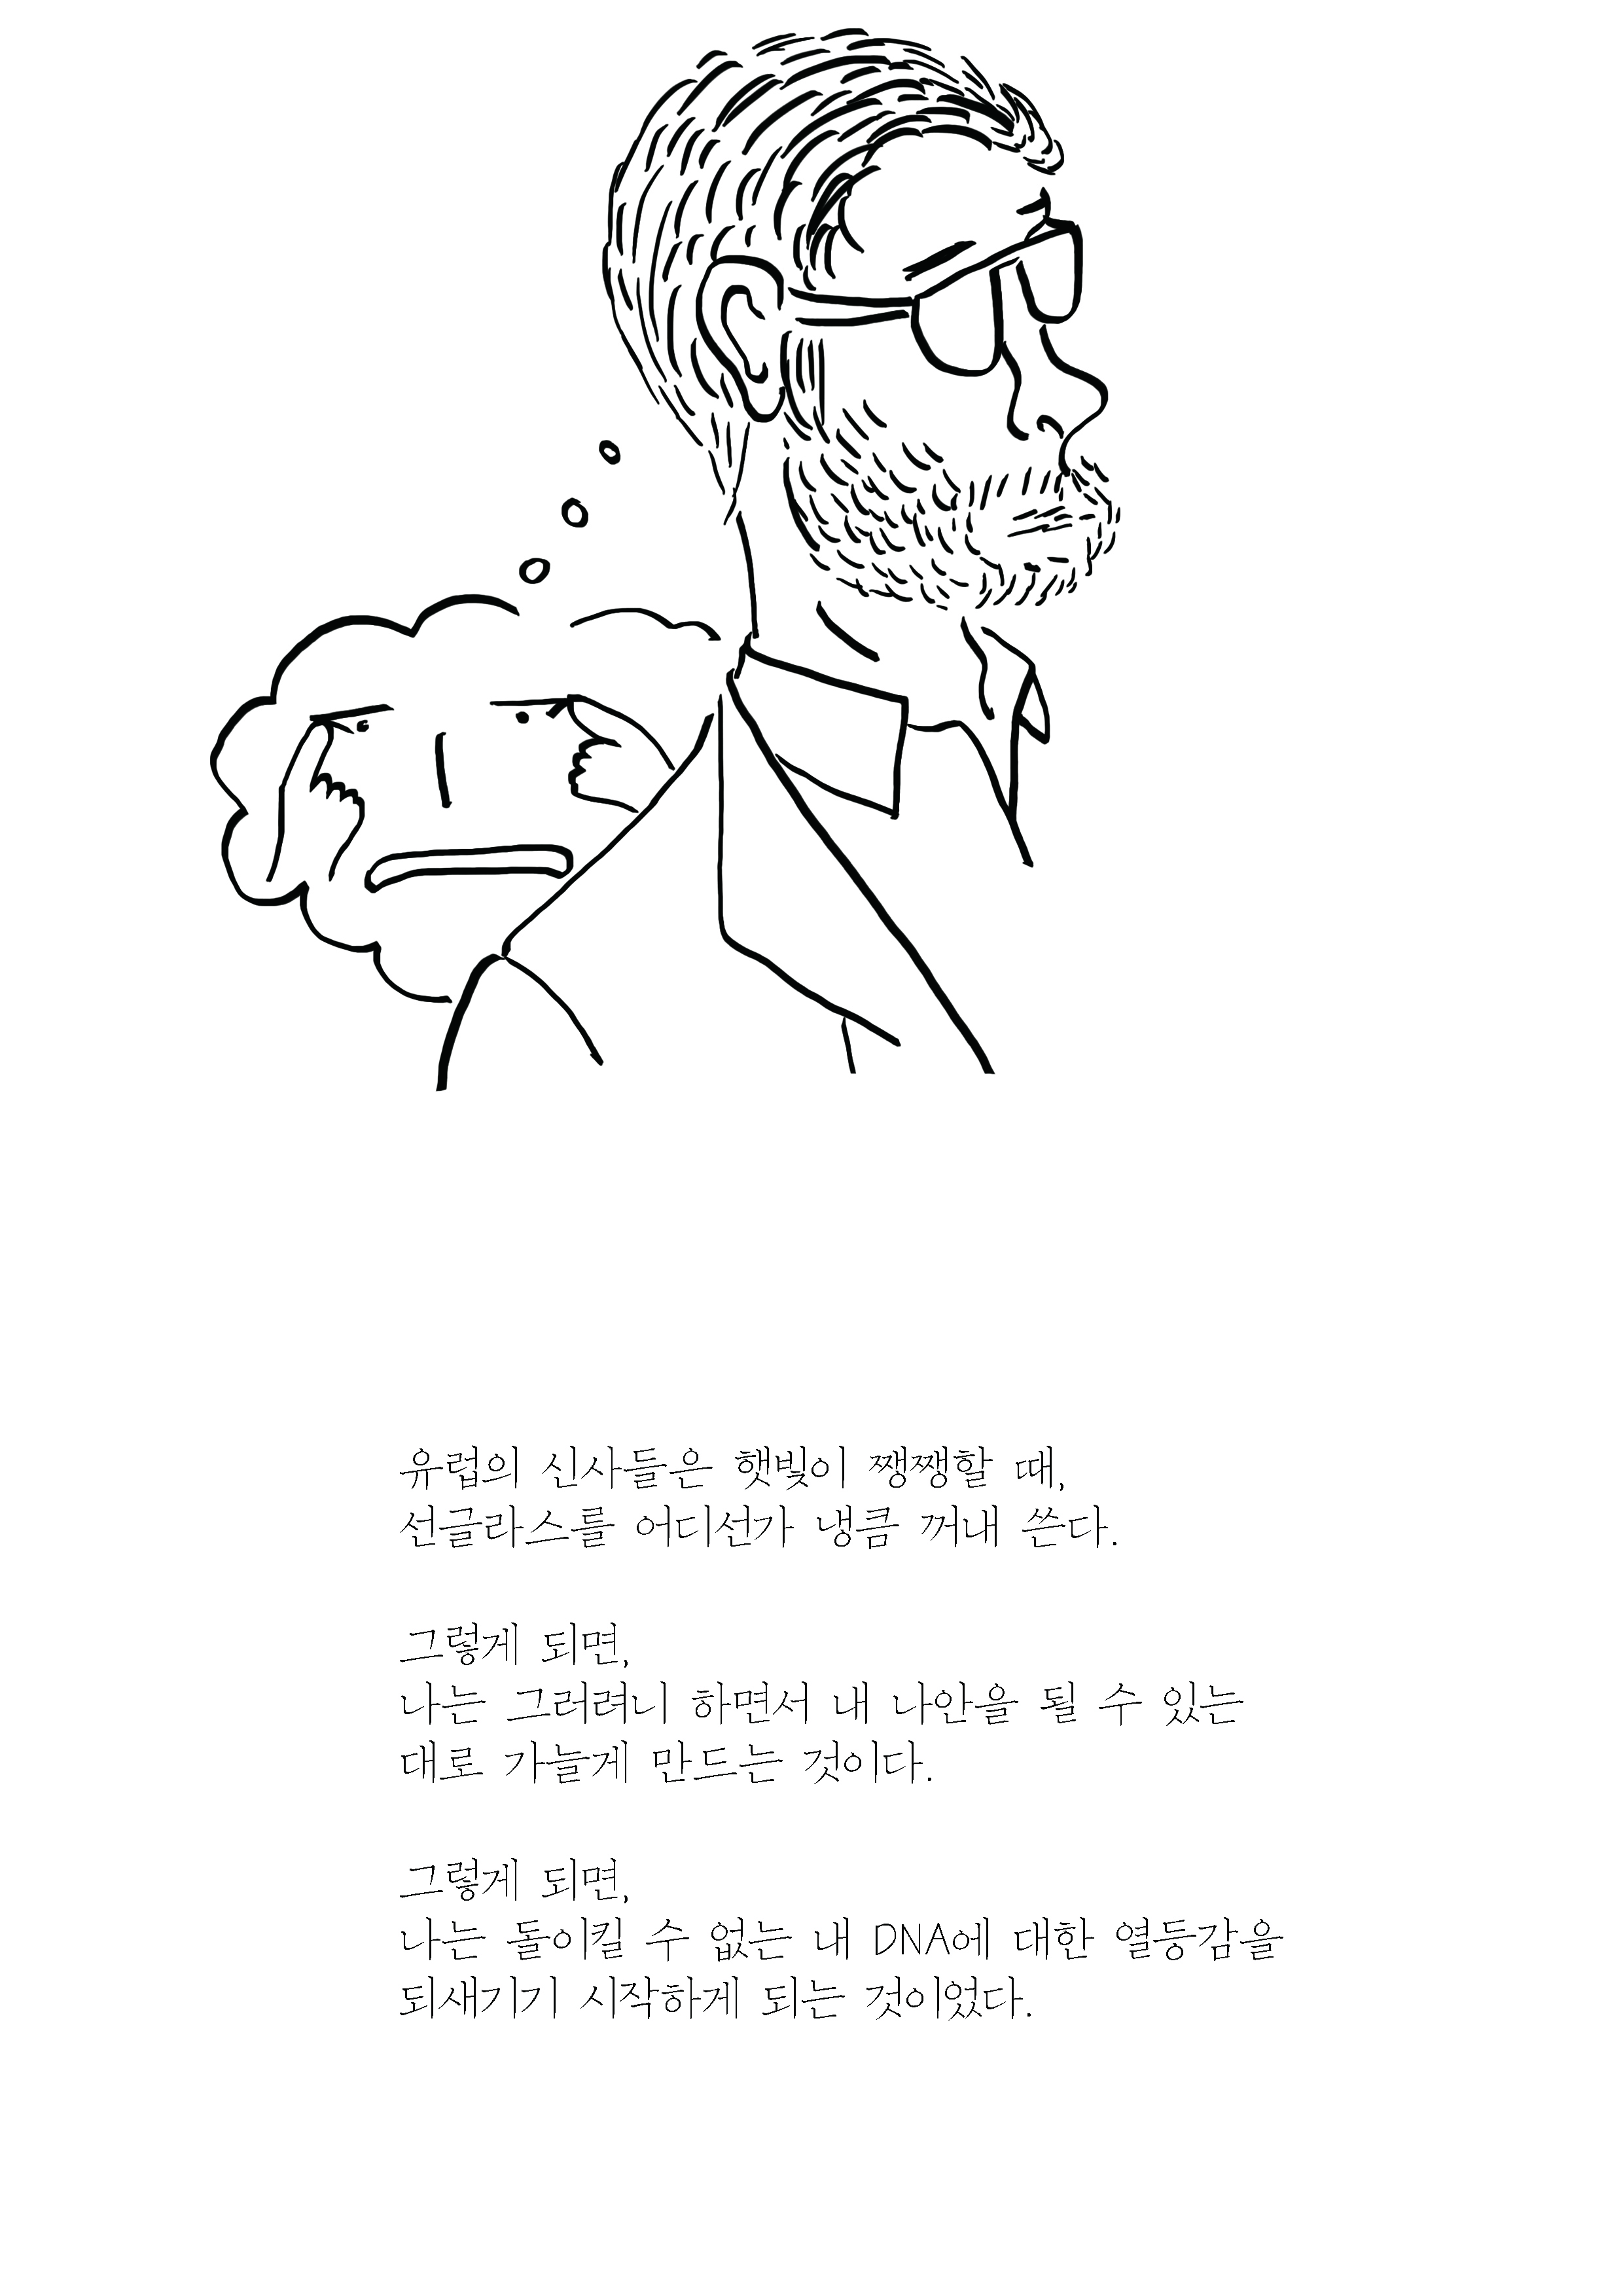 유럽의 신사들은 햇빛이 쨍쨍할 때,
선글라스를 어디선가 냉큼 꺼내 쓴다.
그렇게 되면,
나는 그러려니 하면서 내 나안을 될 수 있는
대로 가늘게 만드는 것이다.
그렇게 되면,
나는 돌이킬 수 없는 내 DNA에 대한 열등감을
되새기기 시작하게 되는 것이었다.